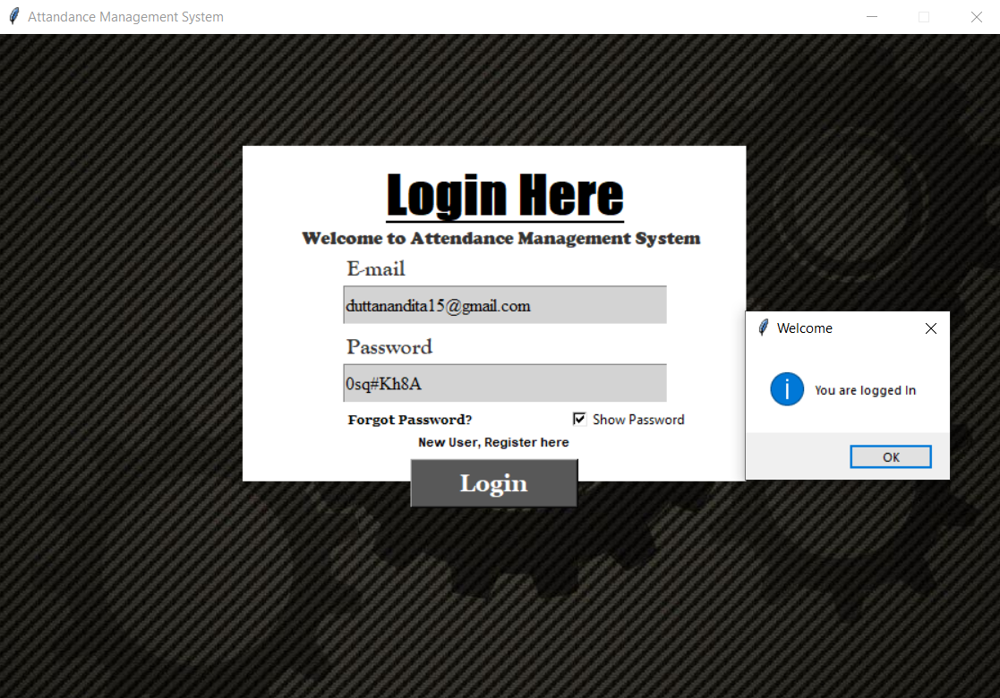 Attandance Management System
Login Here
Welcome to Attendance Management System
E-mail
duttanandita15@gmail.com
Password
0sq#Kh8A
Forgot Password?
Show Password
New User, Register here
Login
Welcome
You are logged In
OK